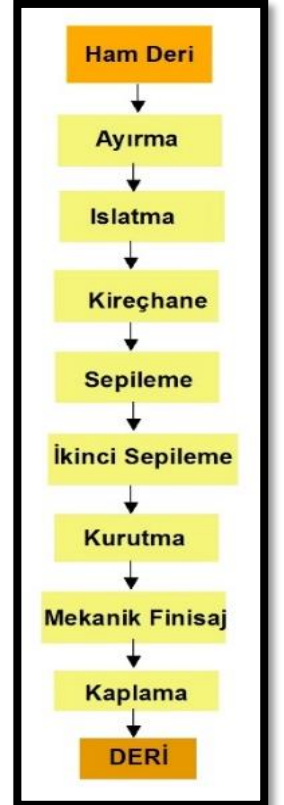 Ham Deri
Ayırma
Islatma
Kireçhane
Sepileme
İkinci Sepileme
Kurutma
Mekanik Finisaj
Kaplama
DERİ